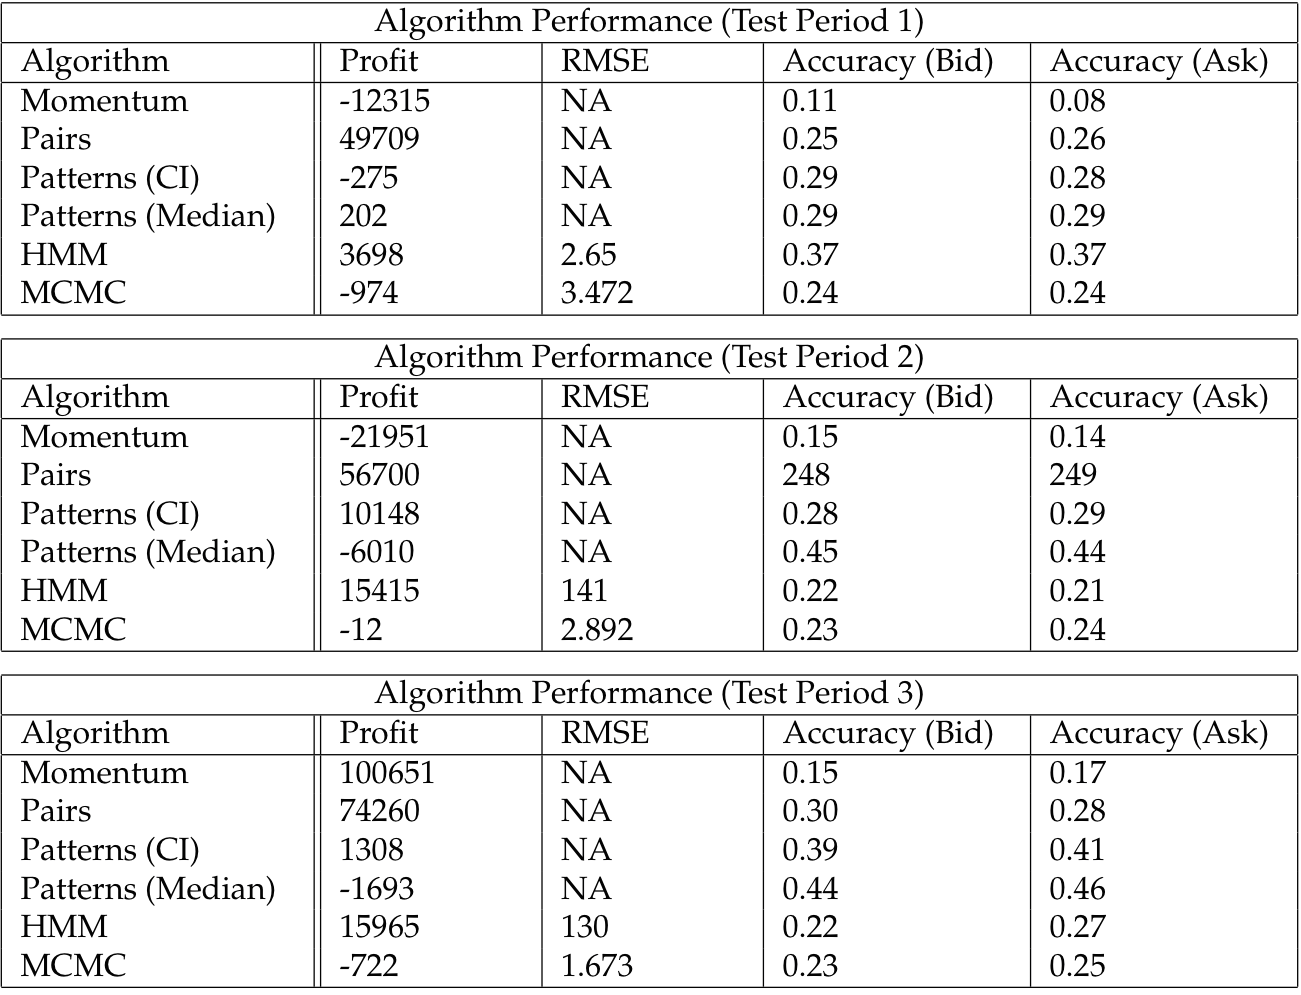 Algorithm Performance (Test Period 1)
Algorithm Profit RMSE Accuracy (Bid) Accuracy (Ask)
Momentum -12315 NA 0.11 0.08
Pairs 49709 NA 0.25 0.26
Patterns (CI) -275 NA 0.29 0.28
Patterns (Median) 202 NA 0.29 0.29
HMM 3698 2.65 0.37 0.37
MCMC -974 3.472 0.24 0.24
Algorithm Performance (Test Period 2)
Algorithm Profit RMSE Accuracy (Bid) Accuracy (Ask)
Momentum -21951 NA 0.15 0.14
Pairs 56700 NA 248 249
Patterns (CI) 10148 NA 0.28 0.29
Patterns (Median) -6010 NA 0.45 0.44
HMM 15415 141 0.22 0.21
MCMC -12 2.892 0.23 0.24
Algorithm Performance (Test Period 3)
Algorithm Profit RMSE Accuracy (Bid) Accuracy (Ask)
Momentum 100651 NA 0.15 0.17
Pairs 74260 NA 0.30 0.28
Patterns (CI) 1308 NA 0.39 0.41
Patterns (Median) -1693 NA 0.44 0.46
HMM 15965 130 0.22 0.27
MCMC -722 1.673 0.23 0.25